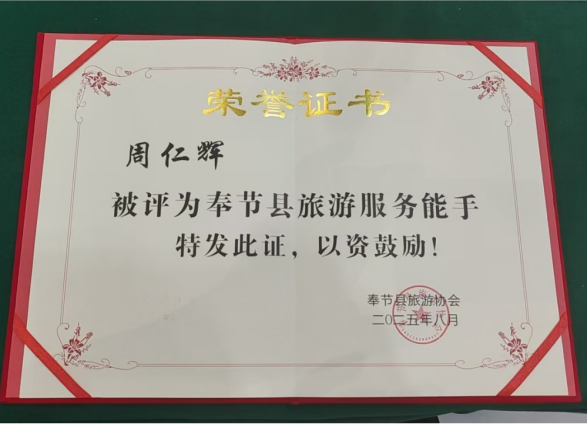 荣誉证书
周仁辉
被评为奉节县旅游服务能手
特发此证，以资鼓励！
奉节县旅游协会
二〇二五年八月